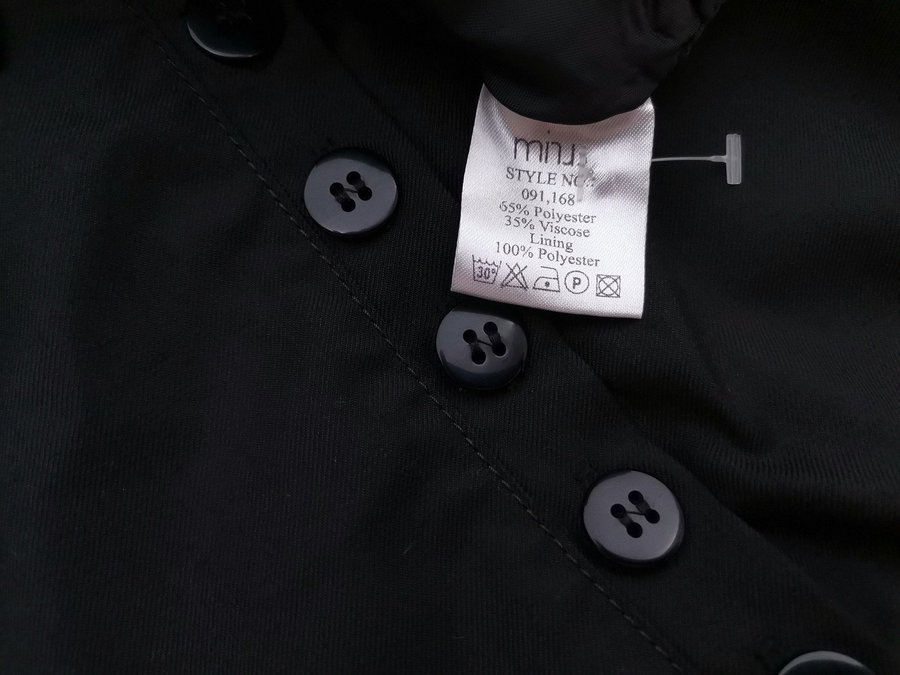 STYLE NO.:
091,168
65% Polyester
35% Viscose
Lining
100% Polyester
30° P